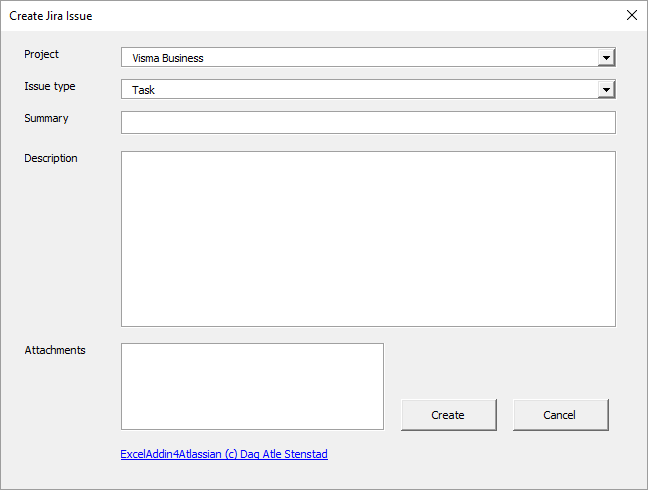 Create Jira Issue
Project
Visma Business
Issue type
Task
Summary
Description
Attachments
Create
Cancel
ExcelAddin4Atlassian (c) Dag Atle Stenstad